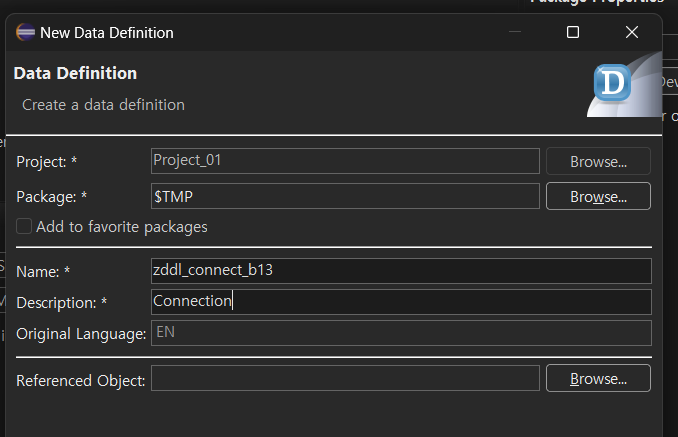 New Data Definition
Data Definition
Create a data definition
D
Project: * Project_01 Browse...
Package: * $TMP Browse...
Add to favorite packages
Name: * zddl_connect_b13
Description: * Connection
Original Language: EN
Referenced Object: Browse...